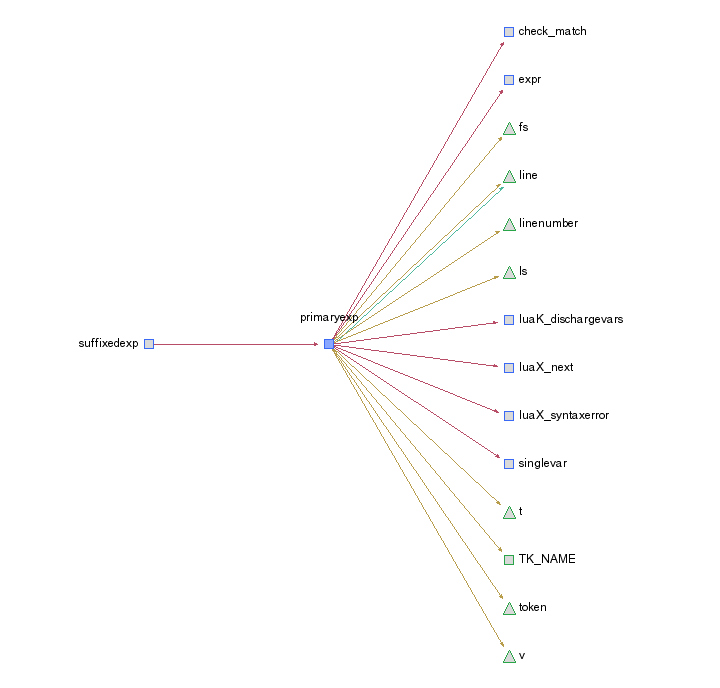 check_match
expr
fs
line
linenumber
ls
primaryexp
luaK_dischargevars
suffixedexp
luaX_next
luaX_syntaxerror
singlevar
t
TK_NAME
token
v